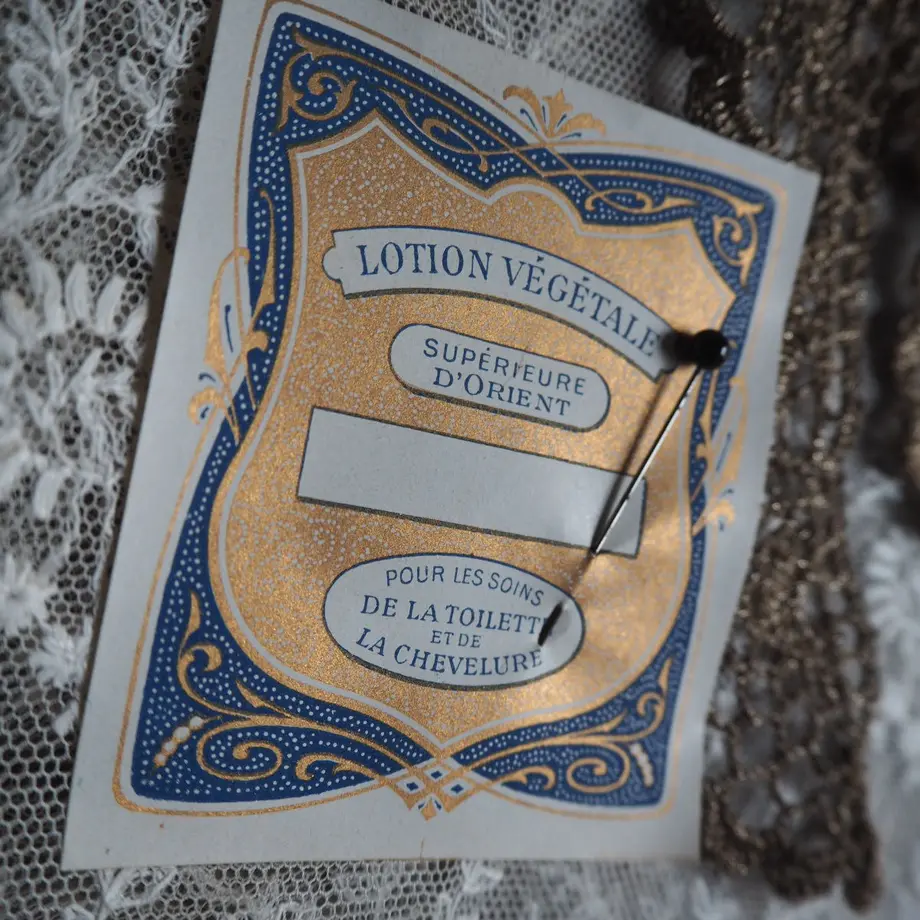 LOTION VÉGÉTALE
SUPÉRIEURE
D'ORIENT
POUR LES SOINS
DE LA TOILETTE
ET DE
LA CHEVELURE